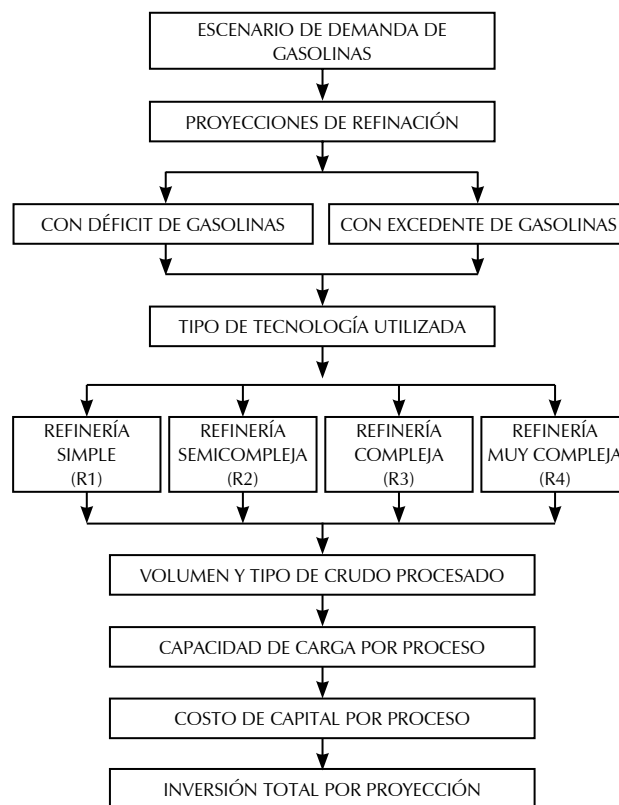 ESCENARIO DE DEMANDA DE
GASOLINAS
PROYECCIONES DE REFINACIÓN
CON DÉFICIT DE GASOLINAS
CON EXCEDENTE DE GASOLINAS
TIPO DE TECNOLOGÍA UTILIZADA
REFINERÍA
SIMPLE
(R1)
REFINERÍA
SEMICOMPLEJA
(R2)
REFINERÍA
COMPLEJA
(R3)
REFINERÍA
MUY COMPLEJA
(R4)
VOLUMEN Y TIPO DE CRUDO PROCESADO
CAPACIDAD DE CARGA POR PROCESO
COSTO DE CAPITAL POR PROCESO
INVERSIÓN TOTAL POR PROYECCIÓN